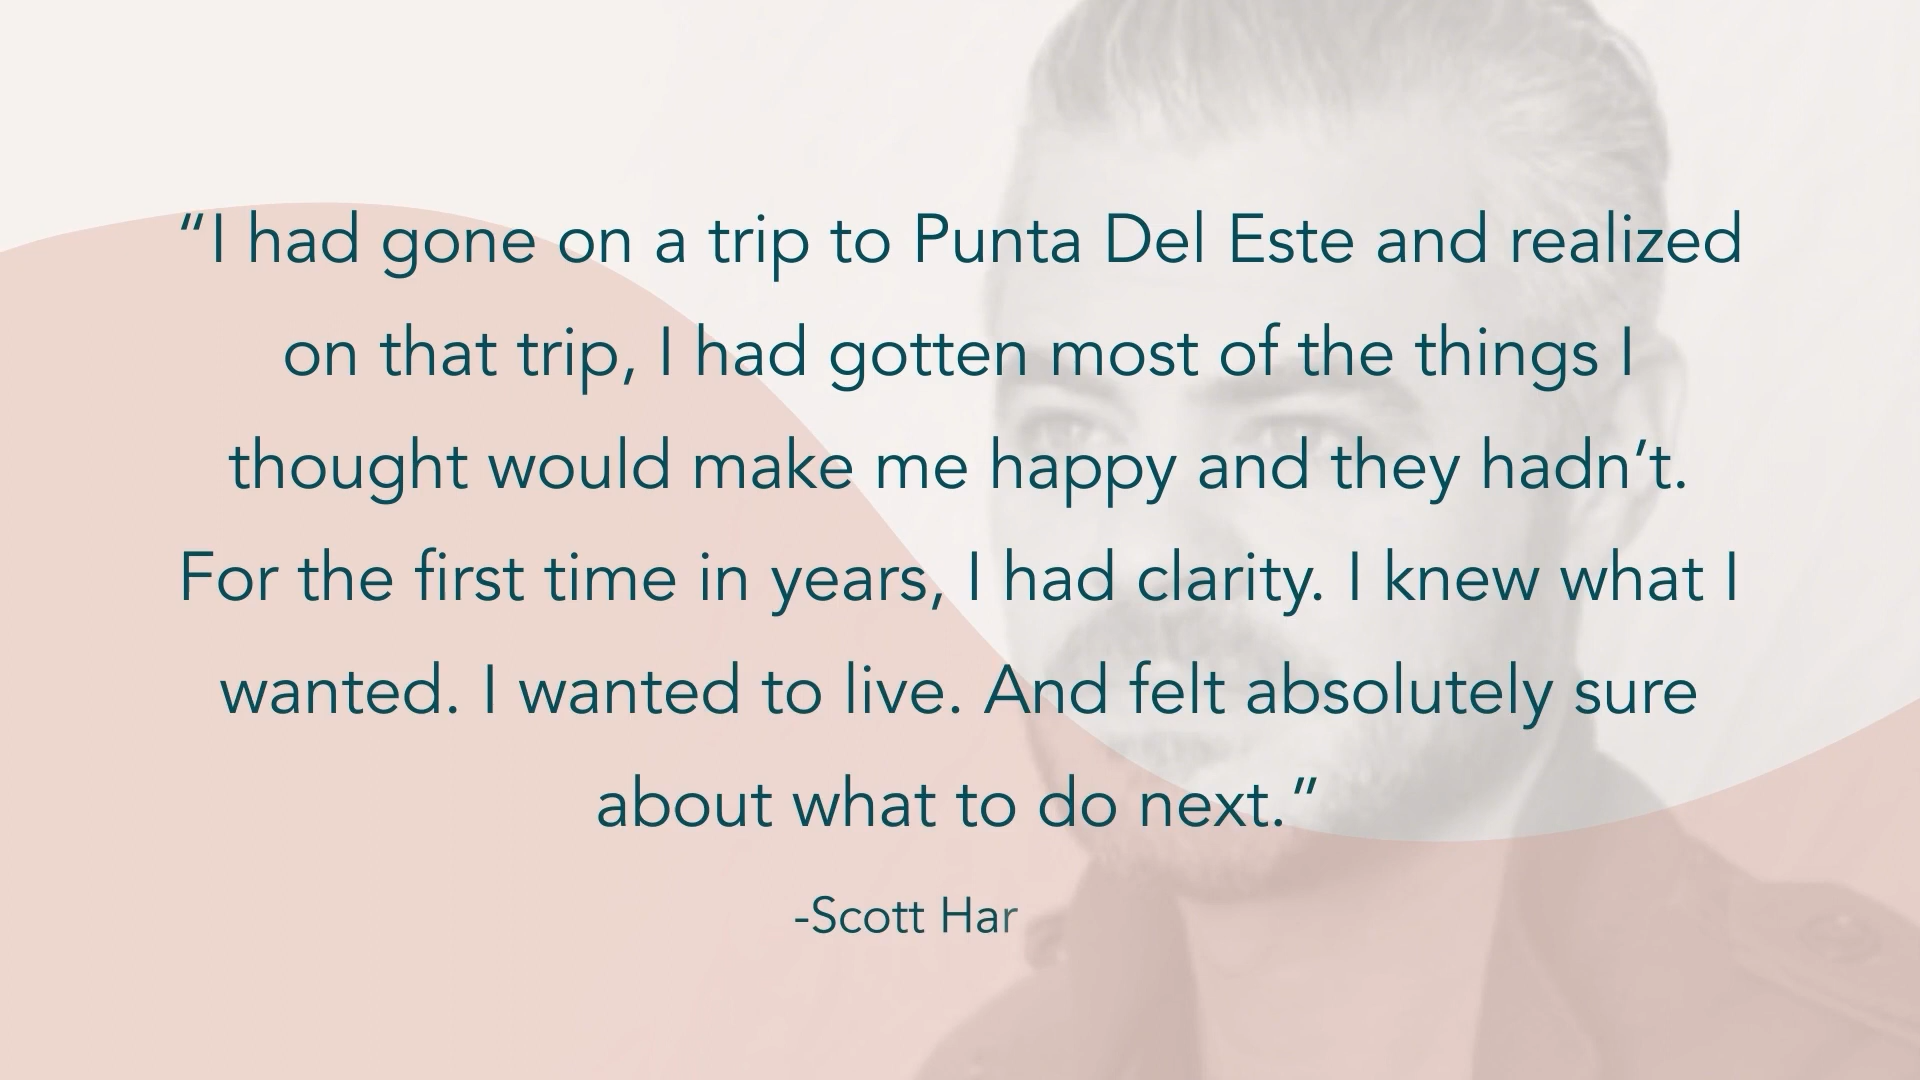 “I had gone on a trip to Punta Del Este and realized
on that trip, I had gotten most of the things I
thought would make me happy and they hadn’t.
For the first time in years, I had clarity. I knew what I
wanted. I wanted to live. And felt absolutely sure
about what to do next.”
-Scott Har